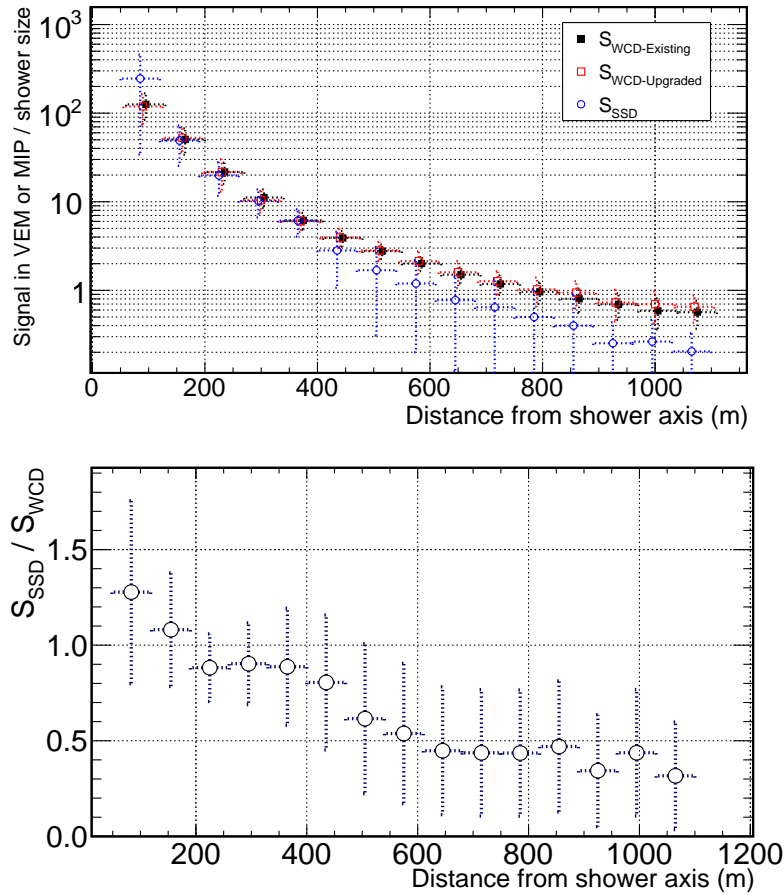 Signal in VEM or MIP / shower size
10³
10²
10
1
S_WCD-Existing
S_WCD-Upgraded
S_SSD
0 200 400 600 800 1000
Distance from shower axis (m)
S_SSD / S_WCD
1.5
1.0
0.5
0.0
200 400 600 800 1000 1200
Distance from shower axis (m)